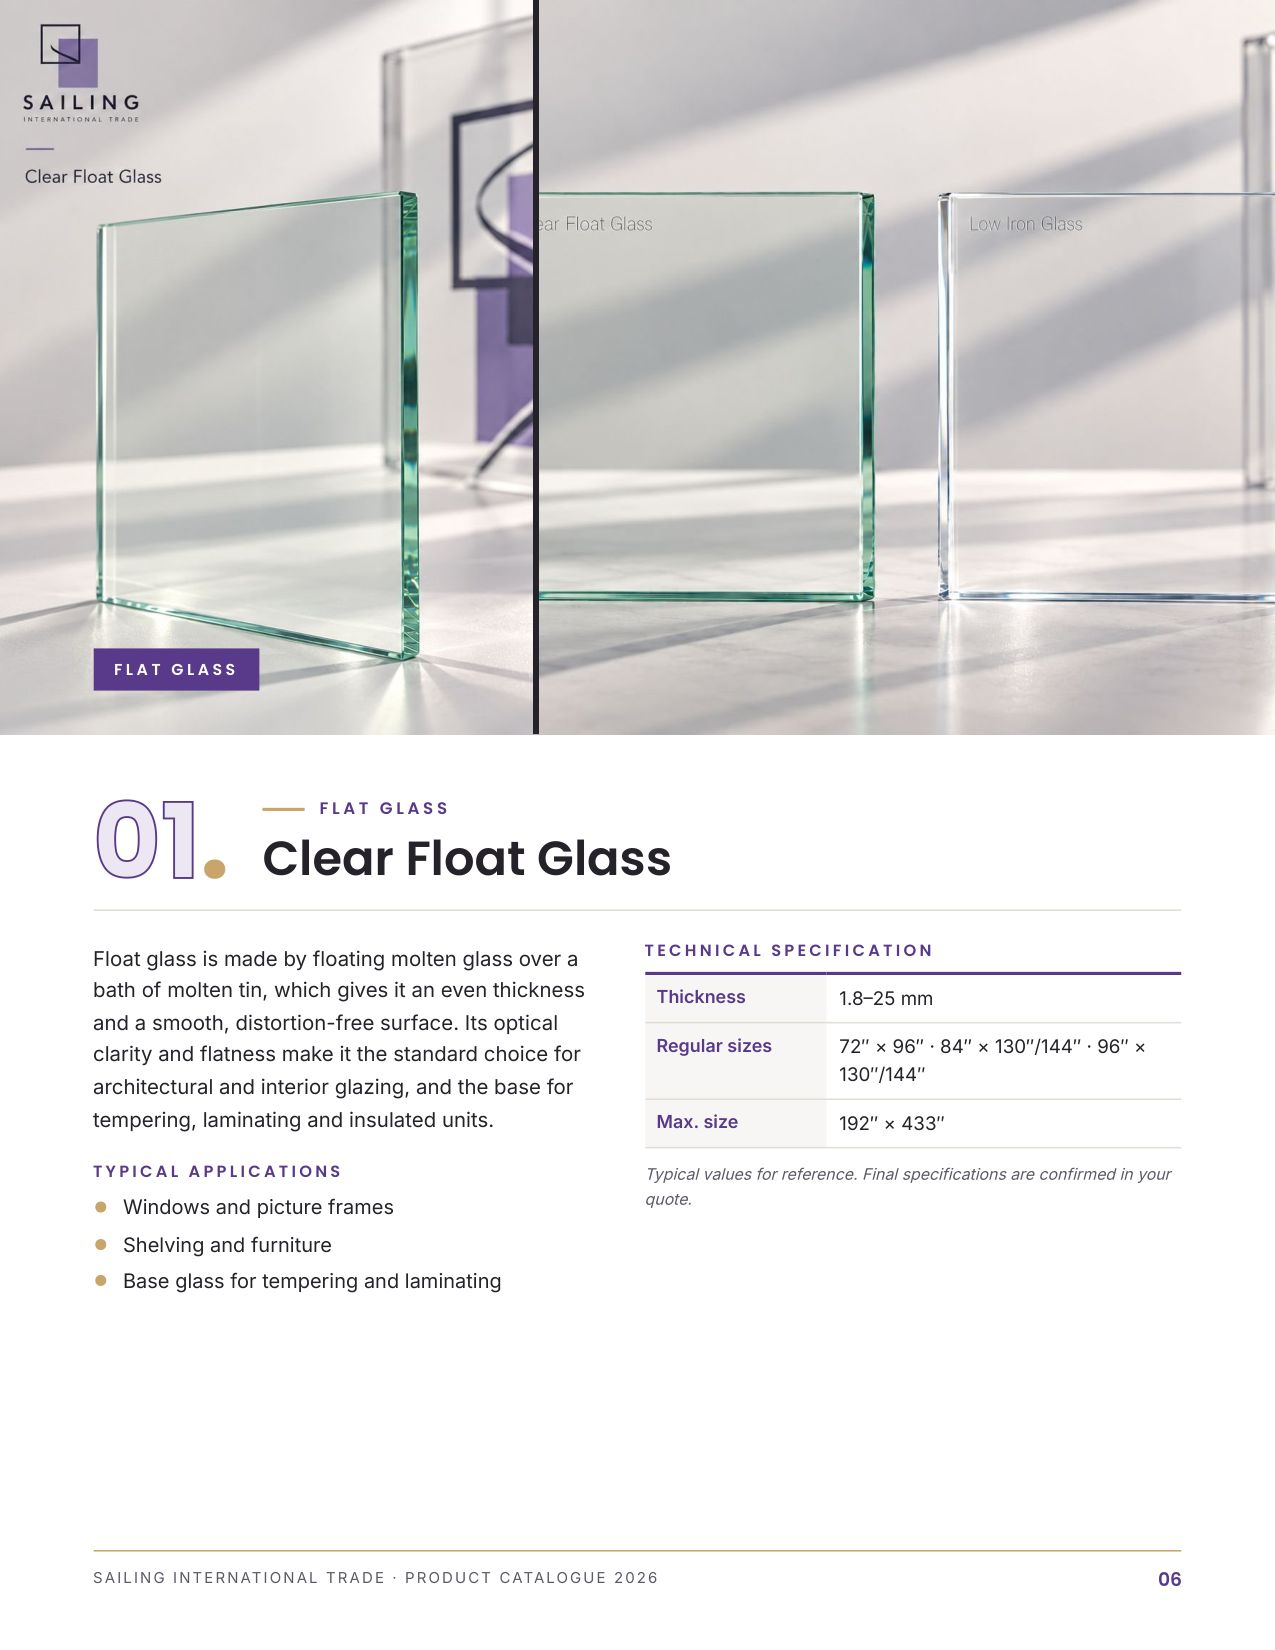 SAILING
INTERNATIONAL TRADE
Clear Float Glass
ear Float Glass
Low Iron Glass
FLAT GLASS
01.
FLAT GLASS
Clear Float Glass
Float glass is made by floating molten glass over a
bath of molten tin, which gives it an even thickness
and a smooth, distortion-free surface. Its optical
clarity and flatness make it the standard choice for
architectural and interior glazing, and the base for
tempering, laminating and insulated units.
TYPICAL APPLICATIONS
Windows and picture frames
Shelving and furniture
Base glass for tempering and laminating
TECHNICAL SPECIFICATION
Thickness 1.8–25 mm
Regular sizes 72″ × 96″ · 84″ × 130″/144″ · 96″ ×
130″/144″
Max. size 192″ × 433″
Typical values for reference. Final specifications are confirmed in your
quote.
SAILING INTERNATIONAL TRADE · PRODUCT CATALOGUE 2026 06